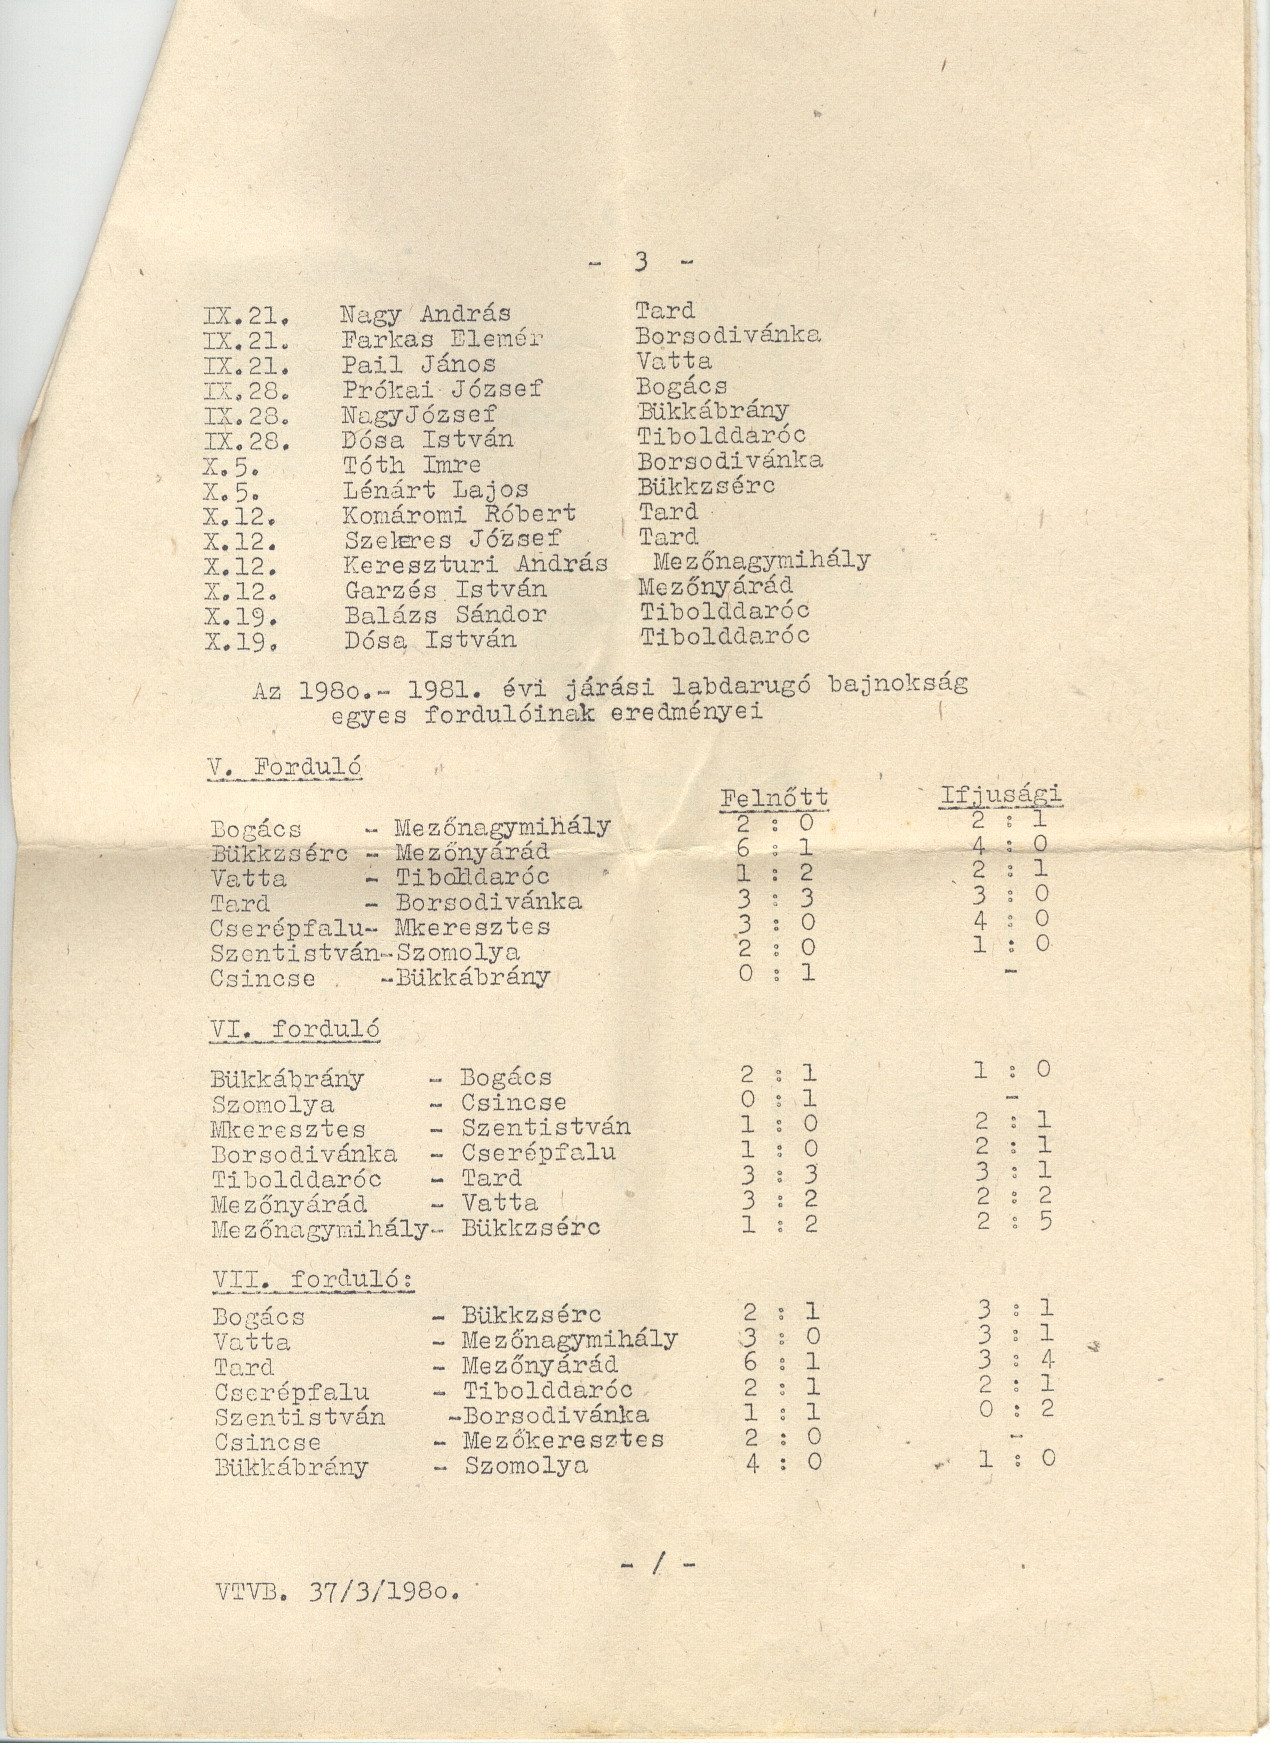 - 3 -
IX.21. Nagy András Tard
IX.21. Farkas Elemér Borsodivánka
IX.21. Pail János Vatta
IX.28. Prókai József Bogács
IX.28. NagyJózsef Bükkábrány
IX.28. Dósa István Tibolddaróc
X.5. Tóth Imre Borsodivánka
X.5. Lénárt Lajos Bükkzsérc
X.12. Komáromi Róbert Tard
X.12. Szekeres József Tard
X.12. Kereszturi András Mezőnagymihály
X.12. Garzés István Mezőnyárád
X.19. Balázs Sándor Tibolddaróc
X.19. Dósa István Tibolddaróc
Az 198o.- 1981. évi járási labdarugó bajnokság
egyes fordulóinak eredményei
V. Forduló
Felnőtt Ifjusági
Bogács - Mezőnagymihály 2 : 0 2 : 1
Bükkzsérc - Mezőnyárád 6 : 1 4 : 0
Vatta - Tibolddaróc 1 : 2 2 : 1
Tard - Borsodivánka 3 : 3 3 : 0
Cserépfalu- Mkeresztes 3 : 0 4 : 0
Szentistván-Szomolya 2 : 0 1 : 0
Csincse -Bükkábrány 0 : 1 -
VI. forduló
Bükkábrány - Bogács 2 : 1 1 : 0
Szomolya - Csincse 0 : 1 -
Mkeresztes - Szentistván 1 : 0 2 : 1
Borsodivánka - Cserépfalu 1 : 0 2 : 1
Tibolddaróc - Tard 3 : 3 3 : 1
Mezőnyárád - Vatta 3 : 2 2 : 2
Mezőnagymihály- Bükkzsérc 1 : 2 2 : 5
VII. forduló:
Bogács - Bükkzsérc 2 : 1 3 : 1
Vatta - Mezőnagymihály 3 : 0 3 : 1
Tard - Mezőnyárád 6 : 1 3 : 4
Cserépfalu - Tibolddaróc 2 : 1 2 : 1
Szentistván -Borsodivánka 1 : 1 0 : 2
Csincse - Mezőkeresztes 2 : 0 -
Bükkábrány - Szomolya 4 : 0 1 : 0
- / -
VTVB. 37/3/198o.